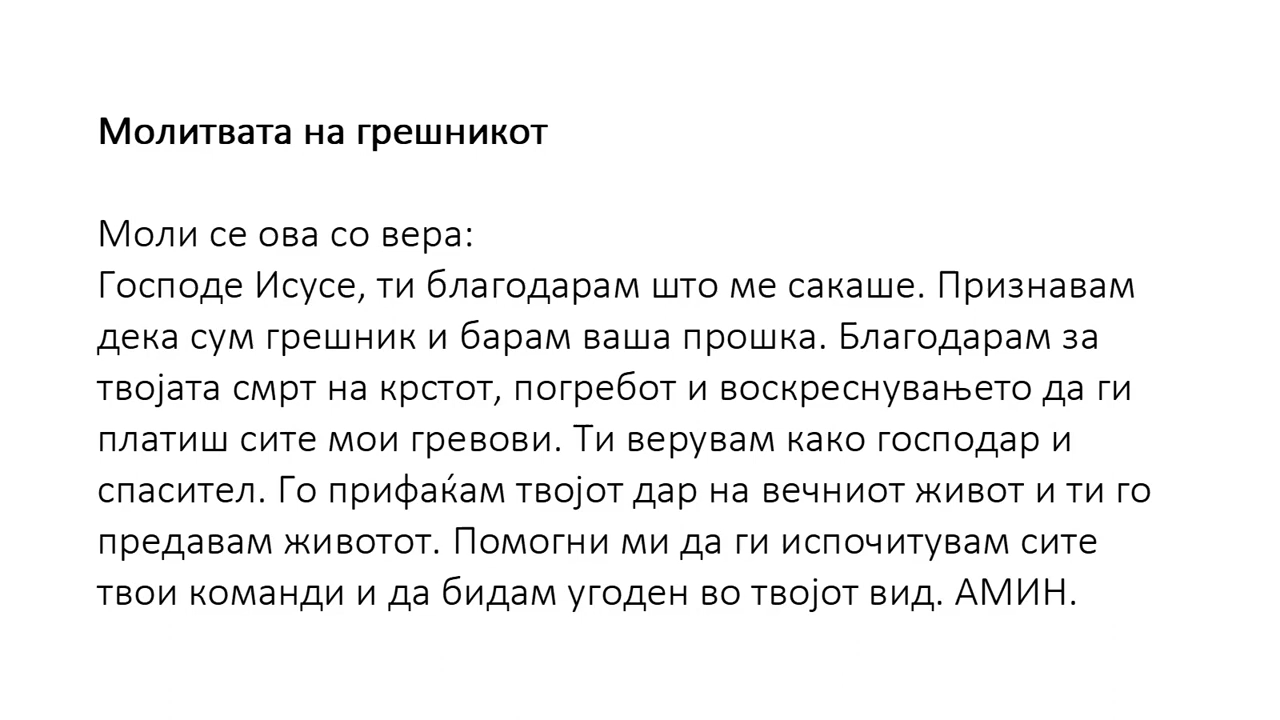 Молитвата на грешникот
Моли се ова со вера:
Господе Исусе, ти благодарам што ме сакаше. Признавам
дека сум грешник и барам ваша прошка. Благодарам за
твојата смрт на крстот, погребот и воскреснувањето да ги
платиш сите мои гревови. Ти верувам како господар и
спасител. Го прифаќам твојот дар на вечниот живот и ти го
предавам животот. Помогни ми да ги испочитувам сите
твои команди и да бидам угоден во твојот вид. АМИН.